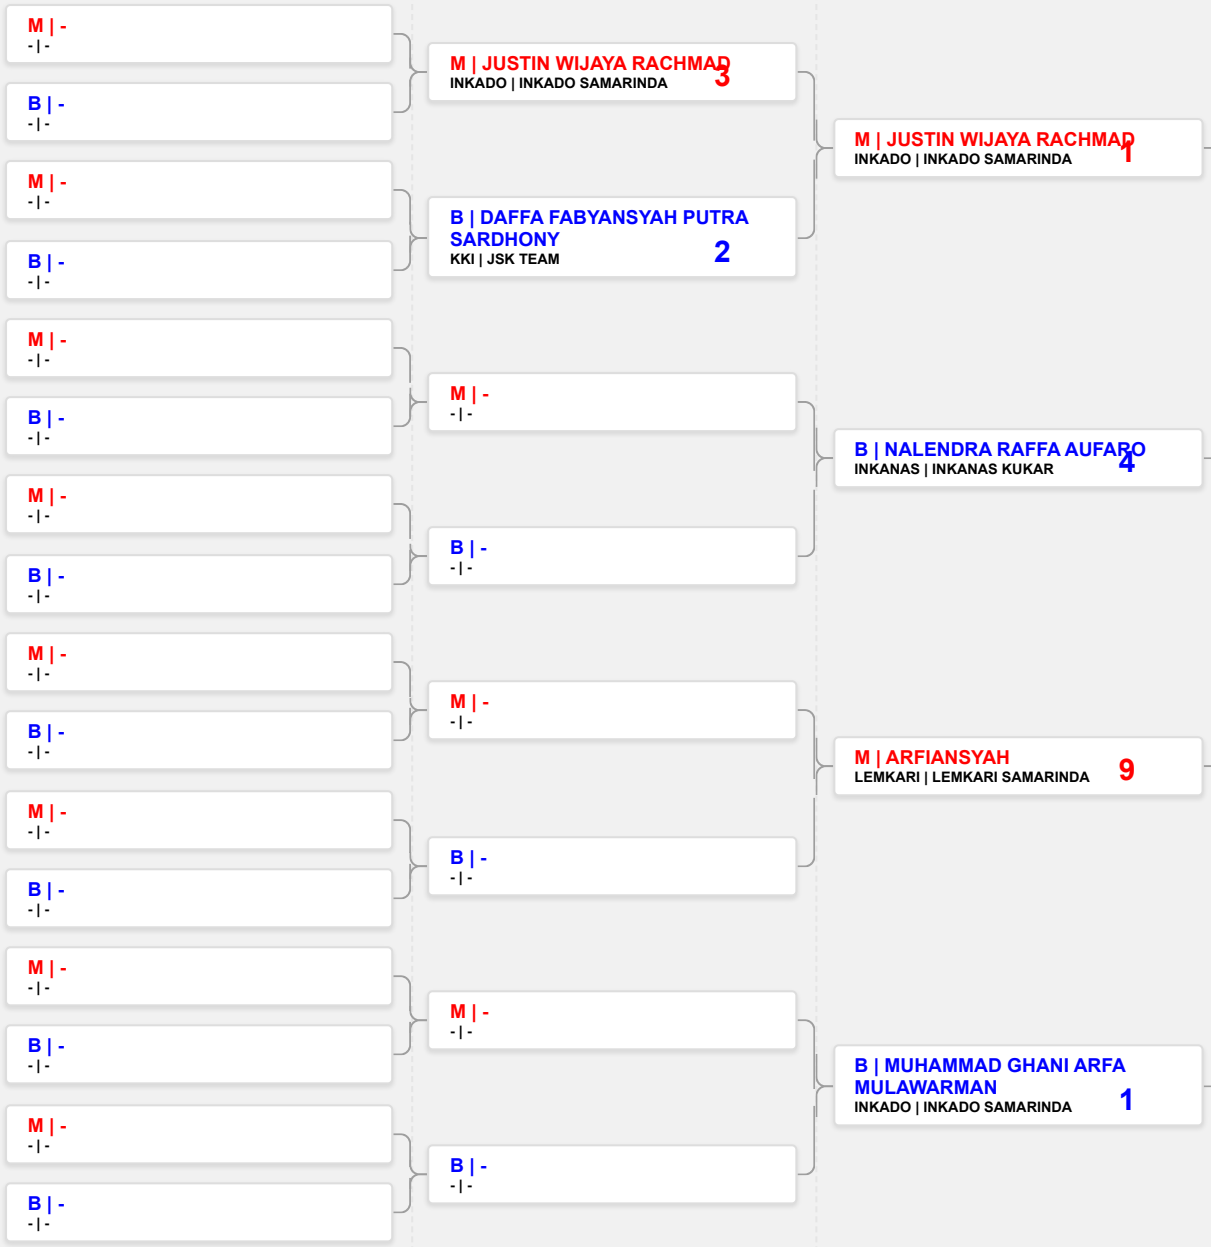 M | -
- | -
B | -
- | -
M | -
- | -
B | -
- | -
M | -
- | -
B | -
- | -
M | -
- | -
B | -
- | -
M | -
- | -
B | -
- | -
M | -
- | -
B | -
- | -
M | -
- | -
B | -
- | -
M | -
- | -
B | -
- | -
M | JUSTIN WIJAYA RACHMAD
3
INKADO | INKADO SAMARINDA
B | DAFFA FABYANSYAH PUTRA
SARDHONY
2
KKI | JSK TEAM
M | -
- | -
B | -
- | -
M | -
- | -
B | -
- | -
M | -
- | -
B | -
- | -
M | JUSTIN WIJAYA RACHMAD
1
INKADO | INKADO SAMARINDA
B | NALENDRA RAFFA AUFARO
4
INKANAS | INKANAS KUKAR
M | ARFIANSYAH
9
LEMKARI | LEMKARI SAMARINDA
B | MUHAMMAD GHANI ARFA
MULAWARMAN
1
INKADO | INKADO SAMARINDA